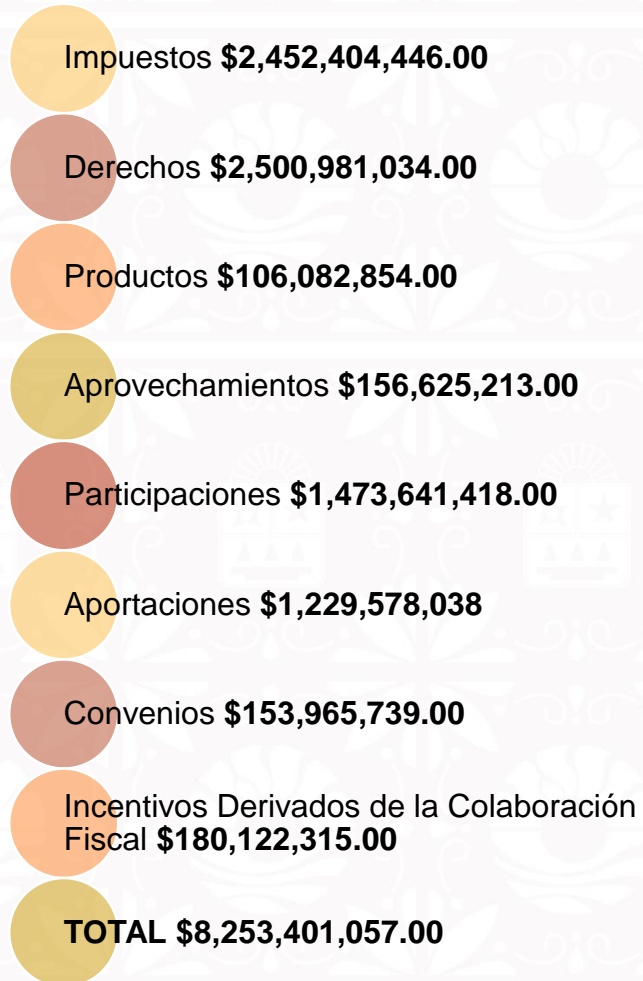 Impuestos $2,452,404,446.00
Derechos $2,500,981,034.00
Productos $106,082,854.00
Aprovechamientos $156,625,213.00
Participaciones $1,473,641,418.00
Aportaciones $1,229,578,038
Convenios $153,965,739.00
Incentivos Derivados de la Colaboración
Fiscal $180,122,315.00
TOTAL $8,253,401,057.00